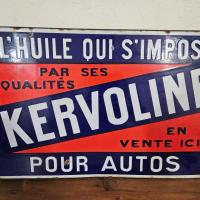 L'HUILE QUI S'IMPOS
PAR SES
QUALITÉS
KERVOLINE
EN
VENTE ICI
POUR AUTOS